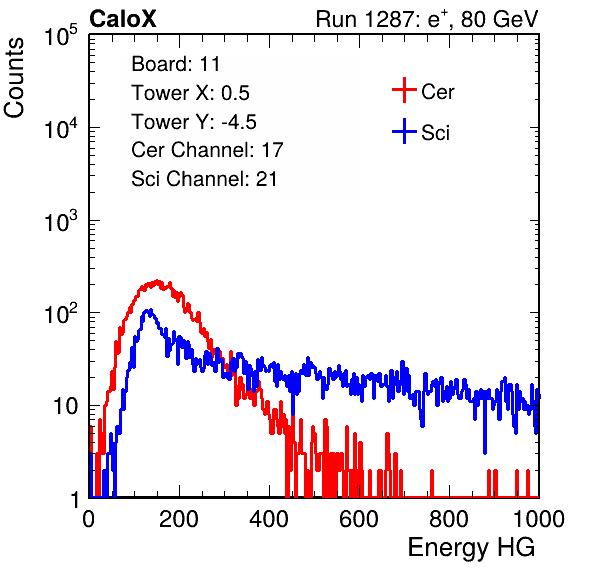 CaloX Run 1287: e⁺, 80 GeV
Counts
10⁵
10⁴
10³
10²
10
1
Board: 11
Tower X: 0.5
Tower Y: -4.5
Cer Channel: 17
Sci Channel: 21
Cer
Sci
0 200 400 600 800 1000
Energy HG